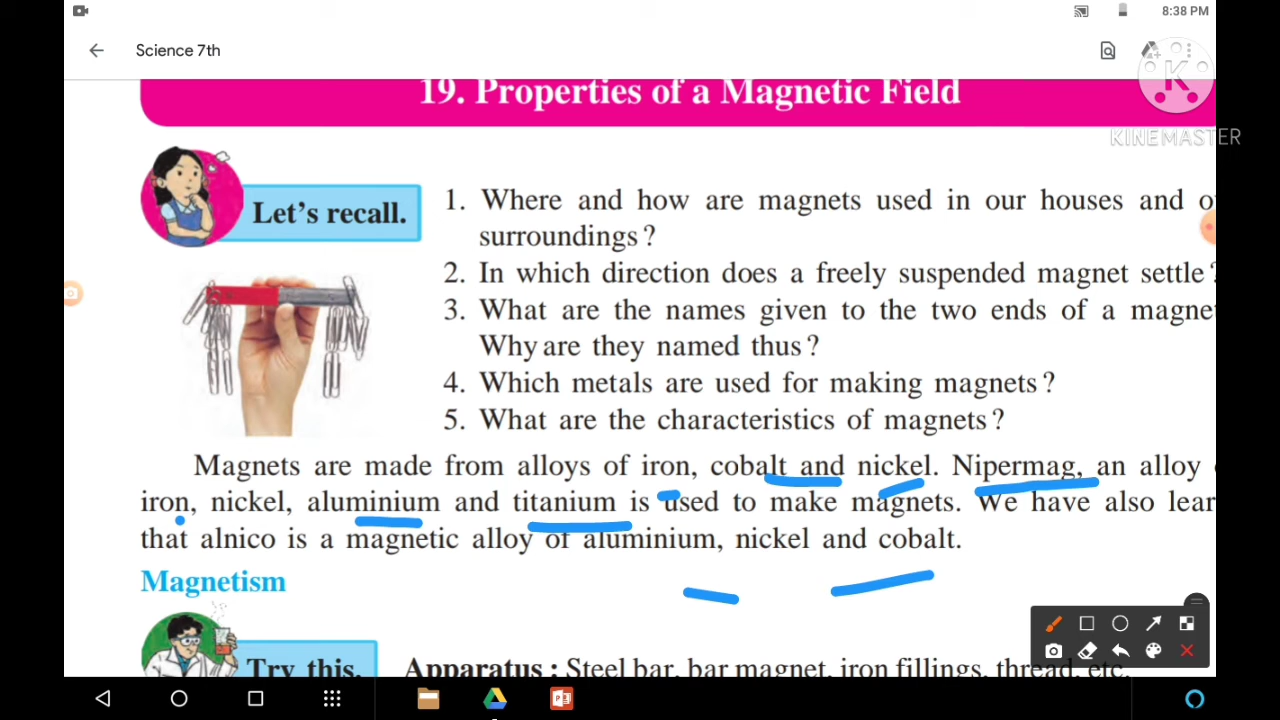 8:38 PM
Science 7th
K
KINEMASTER
19. Properties of a Magnetic Field
Let's recall.
1. Where and how are magnets used in our houses and
surroundings ?
2. In which direction does a freely suspended magnet settle ?
3. What are the names given to the two ends of a
Why are they named thus ?
4. Which metals are used for making magnets ?
5. What are the characteristics of magnets ?
Magnets are made from alloys of iron, cobalt and nickel. Nipermag, an alloy
iron, nickel, aluminium and titanium is used to make magnets. We have also
that alnico is a magnetic alloy of aluminium, nickel and cobalt.
Magnetism
Try this.
Apparatus : Steel bar, bar magnet, iron fillings, thread, etc.